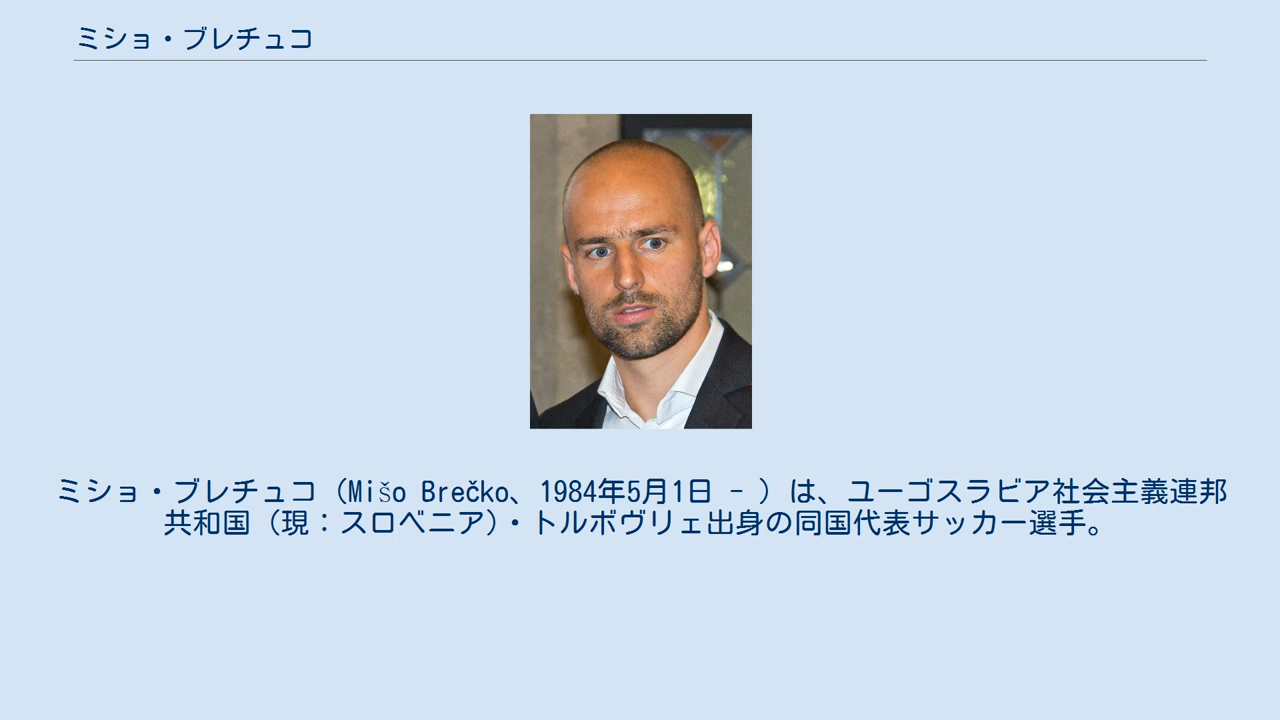 ミショ・ブレチュコ
ミショ・ブレチュコ（Mišo Brečko、1984年5月1日 - ）は、ユーゴスラビア社会主義連邦
共和国（現：スロベニア）・トルボヴリェ出身の同国代表サッカー選手。